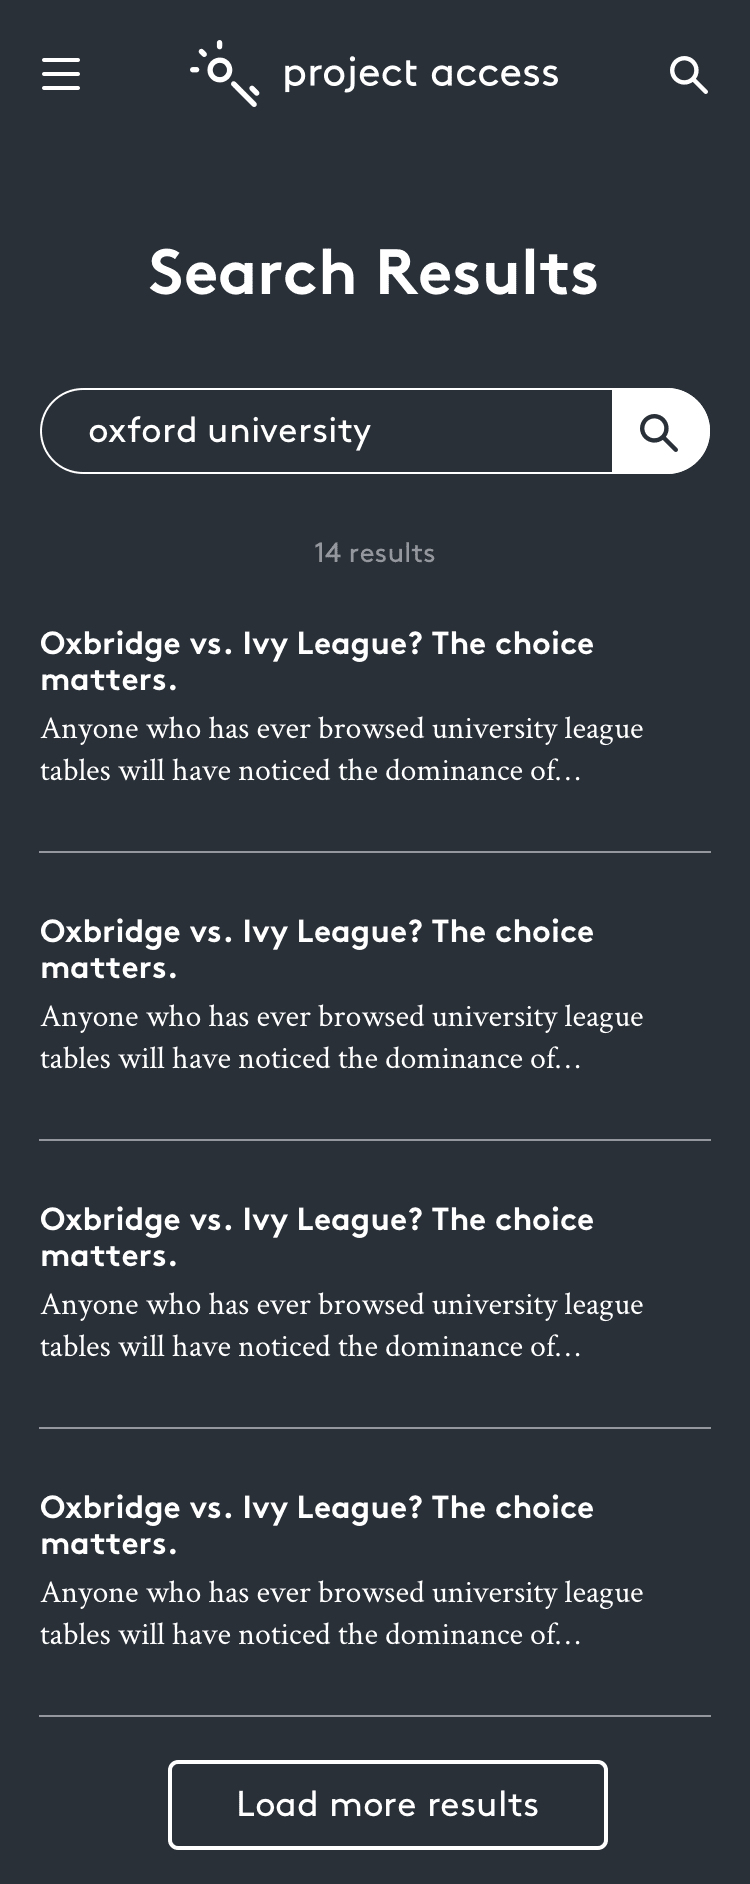 project access
Search Results
oxford university
14 results
Oxbridge vs. Ivy League? The choice
matters.
Anyone who has ever browsed university league
tables will have noticed the dominance of…
Oxbridge vs. Ivy League? The choice
matters.
Anyone who has ever browsed university league
tables will have noticed the dominance of…
Oxbridge vs. Ivy League? The choice
matters.
Anyone who has ever browsed university league
tables will have noticed the dominance of…
Oxbridge vs. Ivy League? The choice
matters.
Anyone who has ever browsed university league
tables will have noticed the dominance of…
Load more results